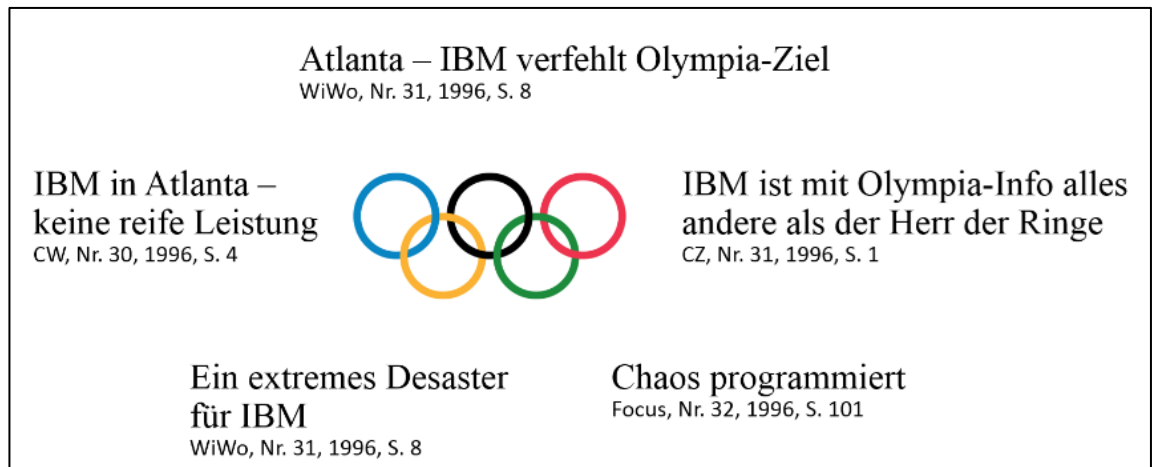 Atlanta – IBM verfehlt Olympia-Ziel
WiWo, Nr. 31, 1996, S. 8
IBM in Atlanta –
keine reife Leistung
CW, Nr. 30, 1996, S. 4
IBM ist mit Olympia-Info alles
andere als der Herr der Ringe
CZ, Nr. 31, 1996, S. 1
Ein extremes Desaster
für IBM
WiWo, Nr. 31, 1996, S. 8
Chaos programmiert
Focus, Nr. 32, 1996, S. 101